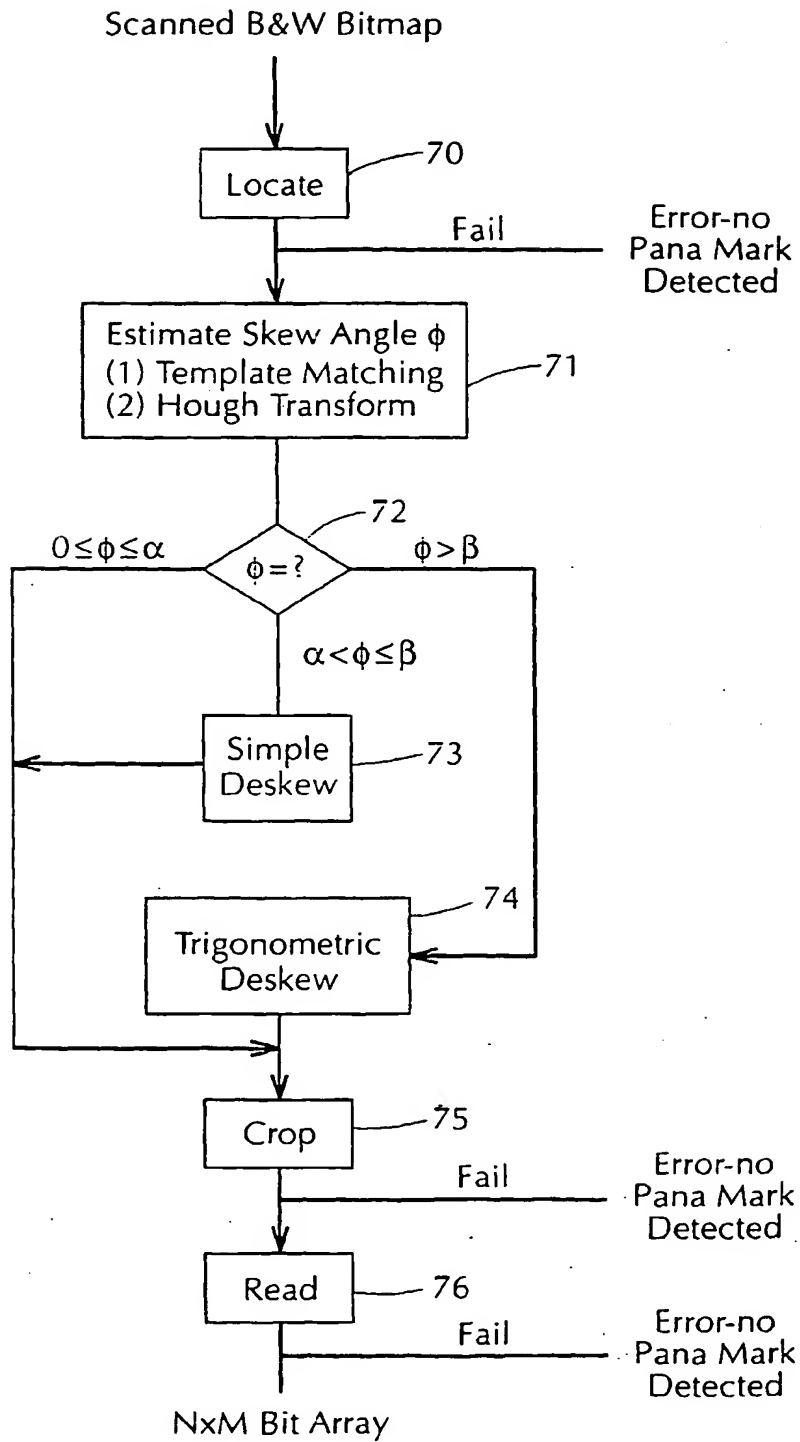 Scanned B&W Bitmap
70
Locate
Fail
Error-no
Pana Mark
Detected
Estimate Skew Angle ϕ
(1) Template Matching
(2) Hough Transform
71
72
0≤ϕ≤α
ϕ=?
ϕ>β
α<ϕ≤β
Simple
Deskew
73
74
Trigonometric
Deskew
Crop
75
Fail
Error-no
Pana Mark
Detected
Read
76
Fail
Error-no
Pana Mark
Detected
NxM Bit Array